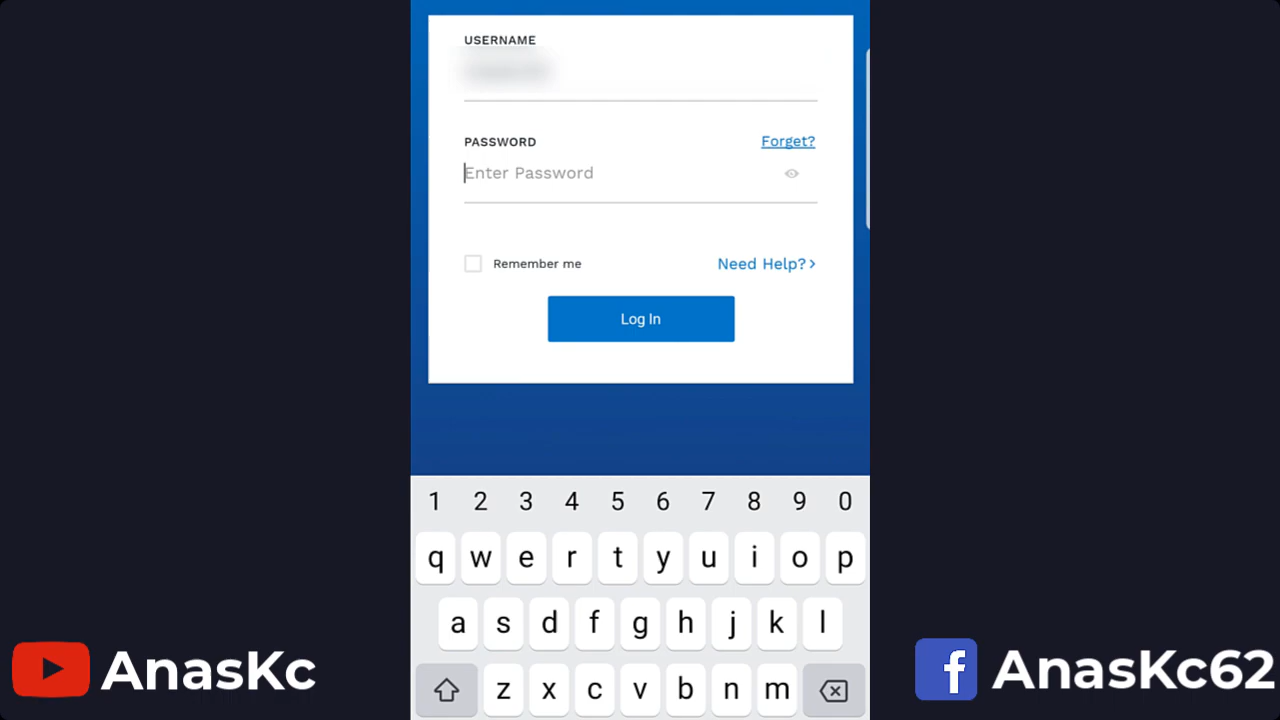 USERNAME
PASSWORD Forget?
Enter Password
Remember me Need Help? >
Log In
1 2 3 4 5 6 7 8 9 0
q w e r t y u i o p
a s d f g h j k l
z x c v b n m
AnasKc
AnasKc62